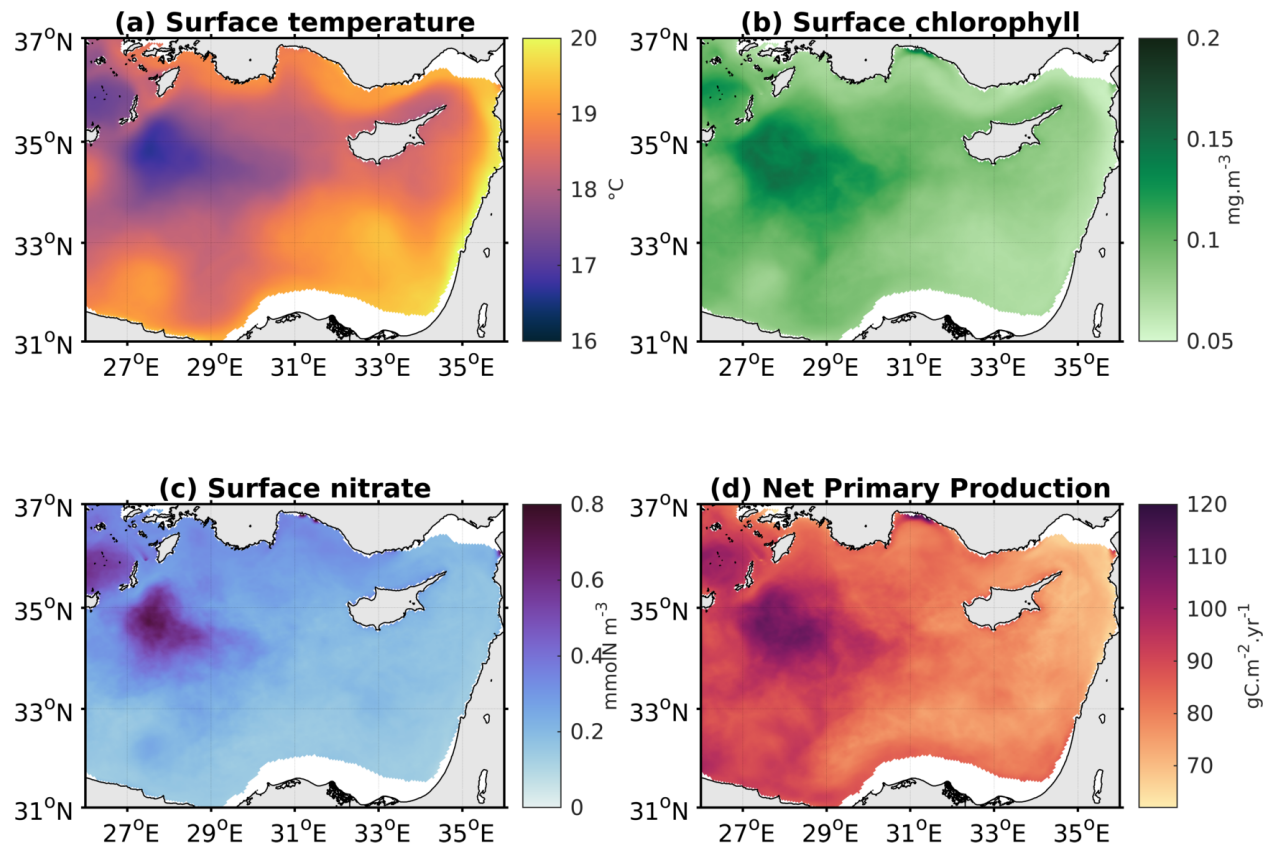 (a) Surface temperature
37°N
35°N
33°N
31°N
27°E 29°E 31°E 33°E 35°E
20
19
18
17
16
°C
(b) Surface chlorophyll
37°N
35°N
33°N
31°N
27°E 29°E 31°E 33°E 35°E
0.2
0.15
0.1
0.05
mg.m⁻³
(c) Surface nitrate
37°N
35°N
33°N
31°N
27°E 29°E 31°E 33°E 35°E
0.8
0.6
0.4
0.2
0
mmolN m⁻³
(d) Net Primary Production
37°N
35°N
33°N
31°N
27°E 29°E 31°E 33°E 35°E
120
110
100
90
80
70
gC.m⁻².yr⁻¹